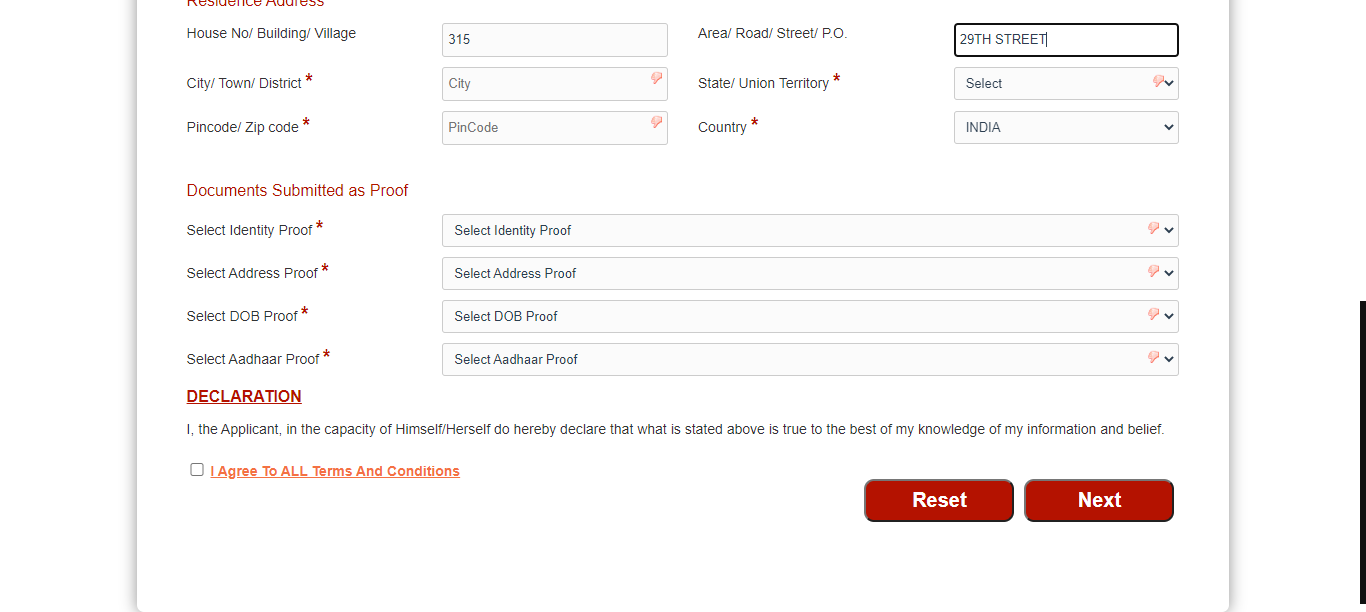 Residence Address
House No/ Building/ Village 315 Area/ Road/ Street/ P.O. 29TH STREET
City/ Town/ District * City State/ Union Territory * Select
Pincode/ Zip code * PinCode Country * INDIA
Documents Submitted as Proof
Select Identity Proof * Select Identity Proof
Select Address Proof * Select Address Proof
Select DOB Proof * Select DOB Proof
Select Aadhaar Proof * Select Aadhaar Proof
DECLARATION
I, the Applicant, in the capacity of Himself/Herself do hereby declare that what is stated above is true to the best of my knowledge of my information and belief.
I Agree To ALL Terms And Conditions
Reset Next